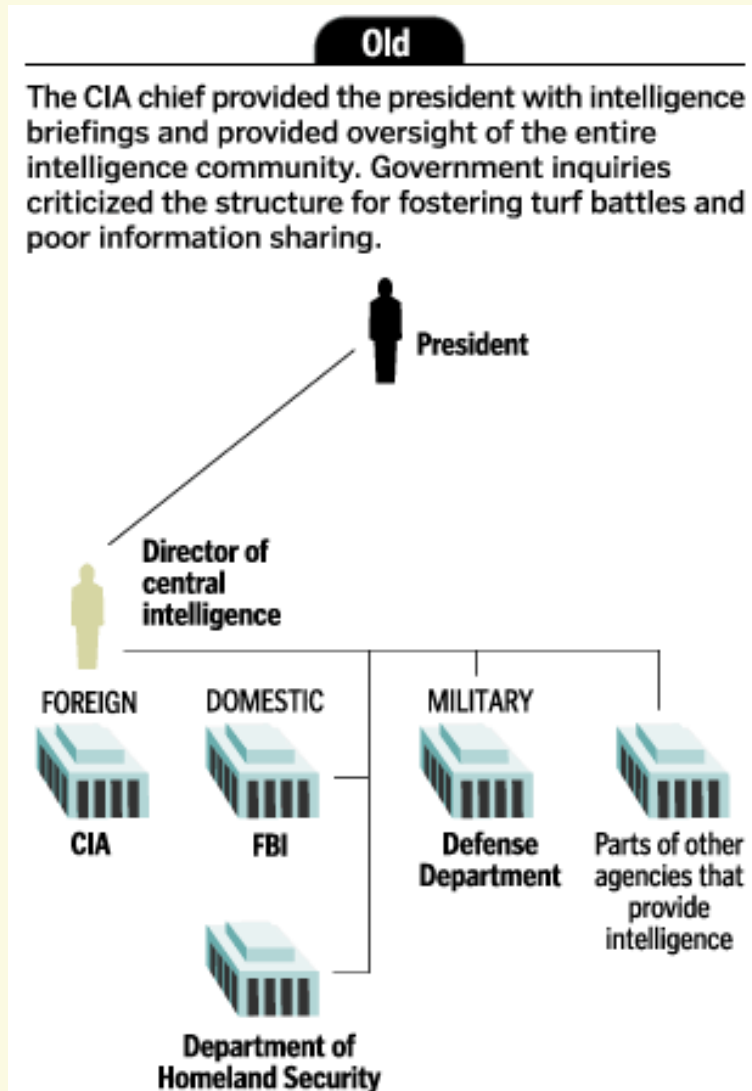 Old
The CIA chief provided the president with intelligence
briefings and provided oversight of the entire
intelligence community. Government inquiries
criticized the structure for fostering turf battles and
poor information sharing.
President
Director of
central
intelligence
FOREIGN
DOMESTIC
MILITARY
CIA
FBI
Defense
Department
Parts of other
agencies that
provide
intelligence
Department of
Homeland Security